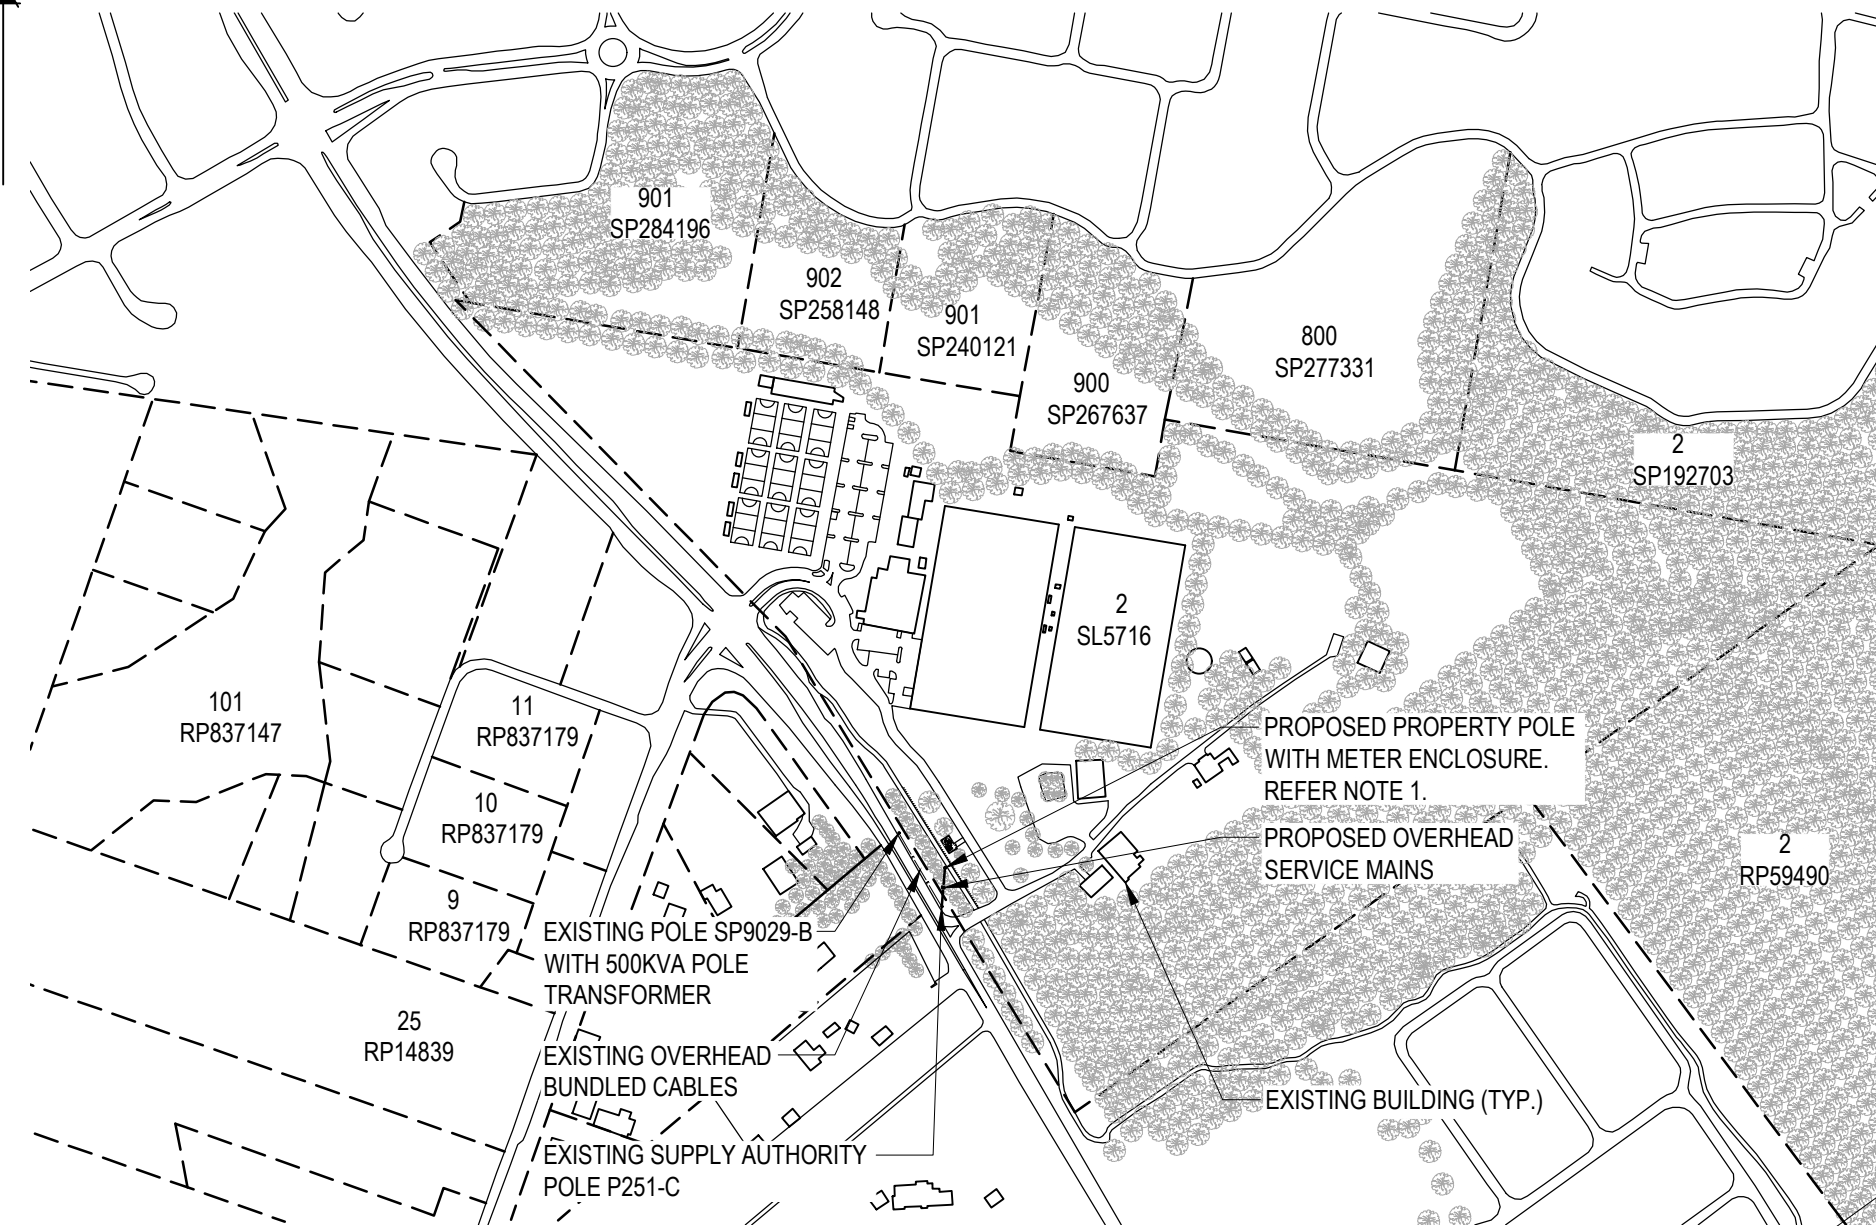 901
SP284196
902
SP258148
901
SP240121
900
SP267637
800
SP277331
2
SP192703
2
SL5716
101
RP837147
11
RP837179
10
RP837179
9
RP837179
25
RP14839
2
RP59490
PROPOSED PROPERTY POLE
WITH METER ENCLOSURE.
REFER NOTE 1.
PROPOSED OVERHEAD
SERVICE MAINS
EXISTING POLE SP9029-B
WITH 500KVA POLE
TRANSFORMER
EXISTING OVERHEAD
BUNDLED CABLES
EXISTING SUPPLY AUTHORITY
POLE P251-C
EXISTING BUILDING (TYP.)